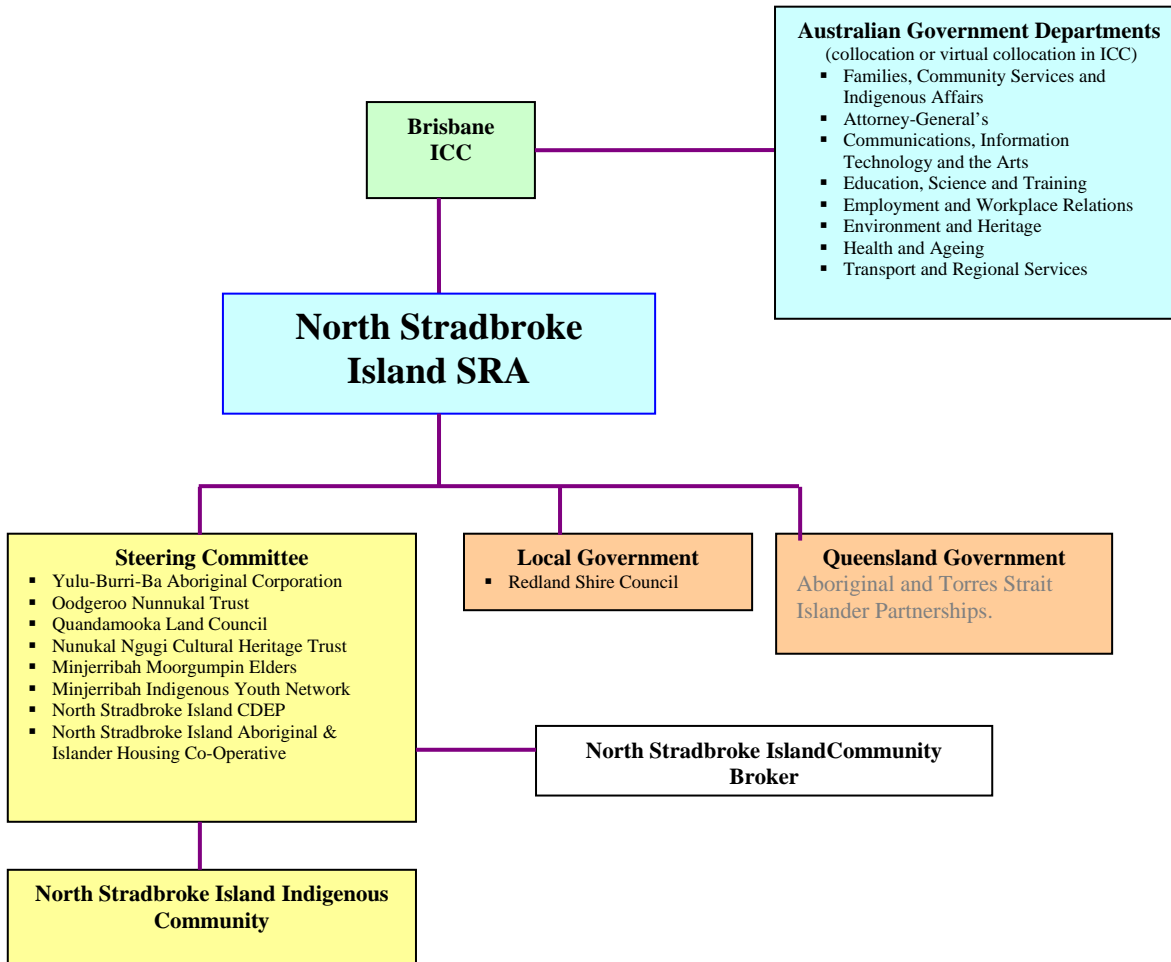 Australian Government Departments
(collocation or virtual collocation in ICC)
▪ Families, Community Services and
Indigenous Affairs
▪ Attorney-General’s
▪ Communications, Information
Technology and the Arts
▪ Education, Science and Training
▪ Employment and Workplace Relations
▪ Environment and Heritage
▪ Health and Ageing
▪ Transport and Regional Services
Brisbane
ICC
North Stradbroke
Island SRA
Steering Committee
▪ Yulu-Burri-Ba Aboriginal Corporation
▪ Oodgeroo Nunnukal Trust
▪ Quandamooka Land Council
▪ Nunukal Ngugi Cultural Heritage Trust
▪ Minjerribah Moorgumpin Elders
▪ Minjerribah Indigenous Youth Network
▪ North Stradbroke Island CDEP
▪ North Stradbroke Island Aboriginal &
Islander Housing Co-Operative
Local Government
▪ Redland Shire Council
Queensland Government
Aboriginal and Torres Strait
Islander Partnerships.
North Stradbroke IslandCommunity
Broker
North Stradbroke Island Indigenous
Community